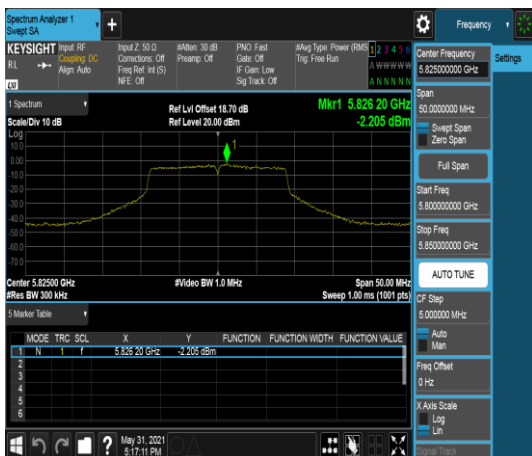 Spectrum Analyzer 1
Swept SA
Frequency
KEYSIGHT
Input: RF
Coupling: DC
Align: Auto
Input Z: 50 Ω
Corrections: Off
Freq Ref: Int (S)
NFE: Off
#Atten: 30 dB
Preamp: Off
PNO: Fast
Gate: Off
IF Gain: Low
Sig Track: Off
#Avg Type: Power (RMS
Trig: Free Run
1 2 3 4 5 6
A W W W W W
A N N N N N
RL
LXI
1 Spectrum
Scale/Div 10 dB
Ref Lvl Offset 18.70 dB
Ref Level 20.00 dBm
Mkr1 5.826 20 GHz
-2.205 dBm
Log
10.0
0.00
-10.0
-20.0
-30.0
-40.0
-50.0
-60.0
-70.0
1
Center 5.82500 GHz
#Res BW 300 kHz
#Video BW 1.0 MHz
Span 50.00 MHz
Sweep 1.00 ms (1001 pts)
5 Marker Table
MODE TRC SCL X Y FUNCTION FUNCTION WIDTH FUNCTION VALUE
1 N 1 f 5.826 20 GHz -2.205 dBm
2
3
4
5
6
May 31, 2021
5:17:11 PM
Center Frequency
5.825000000 GHz
Settings
Span
50.0000000 MHz
Swept Span
Zero Span
Full Span
Start Freq
5.800000000 GHz
Stop Freq
5.850000000 GHz
AUTO TUNE
CF Step
5.000000 MHz
Auto
Man
Freq Offset
0 Hz
X Axis Scale
Log
Lin
Signal Track